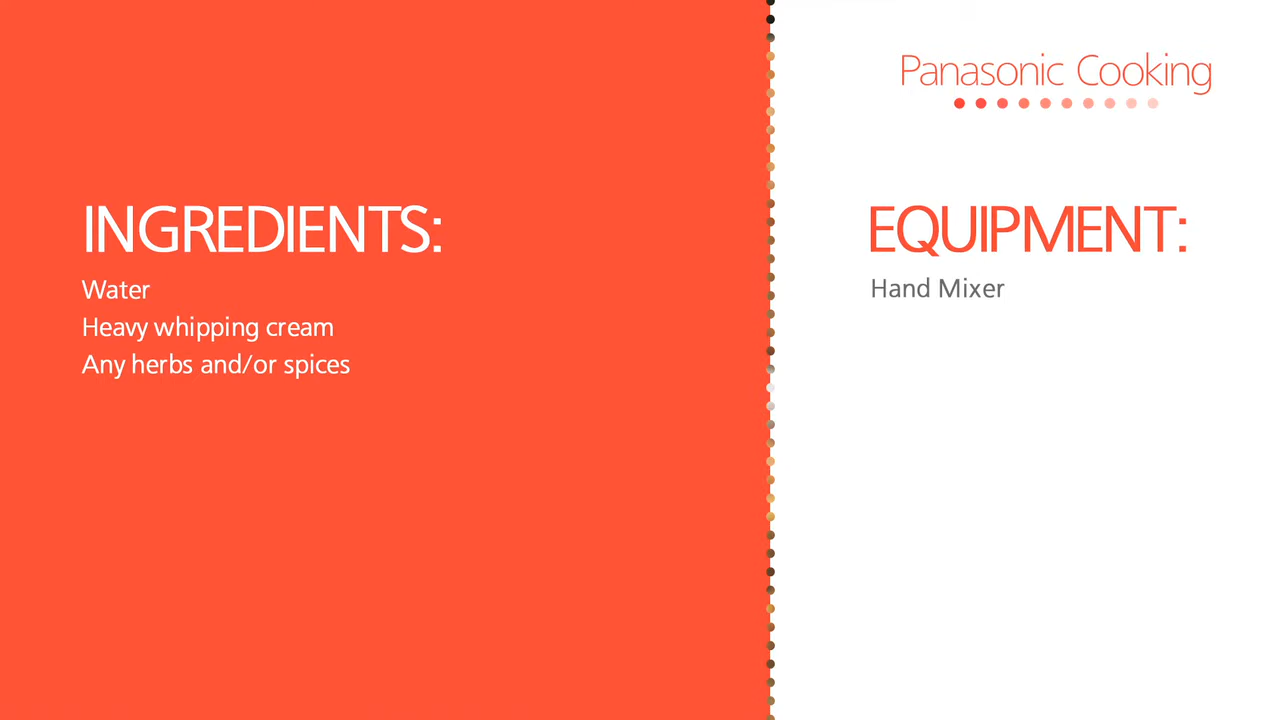 Panasonic Cooking
INGREDIENTS:
Water
Heavy whipping cream
Any herbs and/or spices
EQUIPMENT:
Hand Mixer